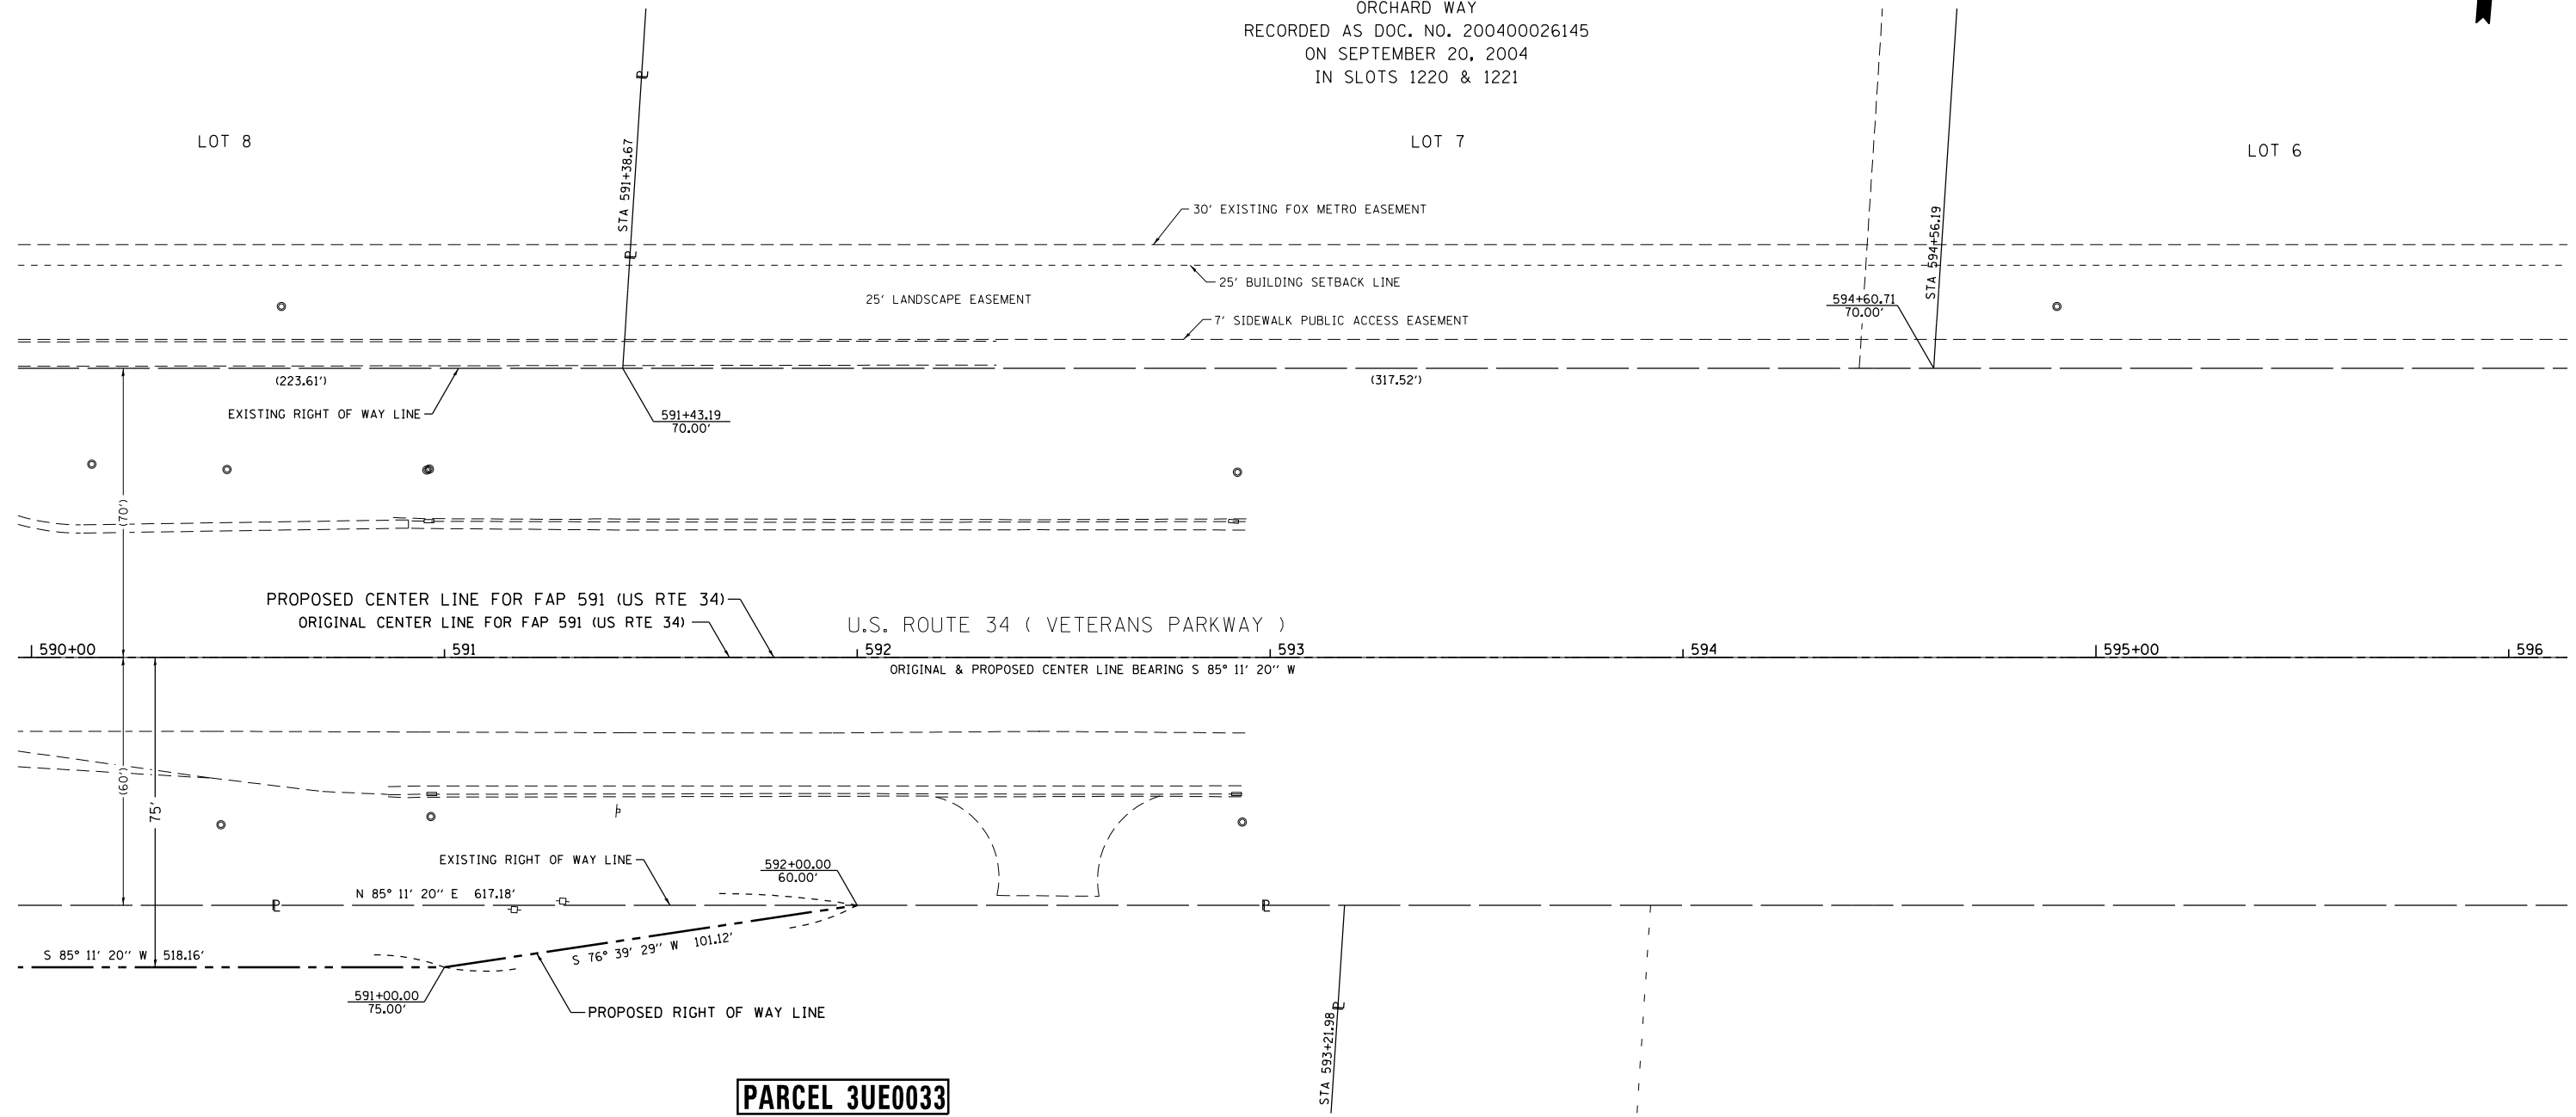 ORCHARD WAY
RECORDED AS DOC. NO. 200400026145
ON SEPTEMBER 20, 2004
IN SLOTS 1220 & 1221
LOT 8
LOT 7
LOT 6
STA 591+38.67
30' EXISTING FOX METRO EASEMENT
STA 594+56.19
25' BUILDING SETBACK LINE
25' LANDSCAPE EASEMENT
594+60.71
70.00'
7' SIDEWALK PUBLIC ACCESS EASEMENT
(223.61')
(317.52')
EXISTING RIGHT OF WAY LINE
591+43.19
70.00'
(70')
PROPOSED CENTER LINE FOR FAP 591 (US RTE 34)
ORIGINAL CENTER LINE FOR FAP 591 (US RTE 34)
U.S. ROUTE 34 ( VETERANS PARKWAY )
590+00
591
592
593
594
595+00
596
ORIGINAL & PROPOSED CENTER LINE BEARING S 85° 11' 20" W
(60')
75'
EXISTING RIGHT OF WAY LINE
592+00.00
60.00'
N 85° 11' 20" E 617.18'
S 85° 11' 20" W 518.16'
S 76° 39' 29" W 101.12'
591+00.00
75.00'
PROPOSED RIGHT OF WAY LINE
STA 593+21.98
PARCEL 3UE0033